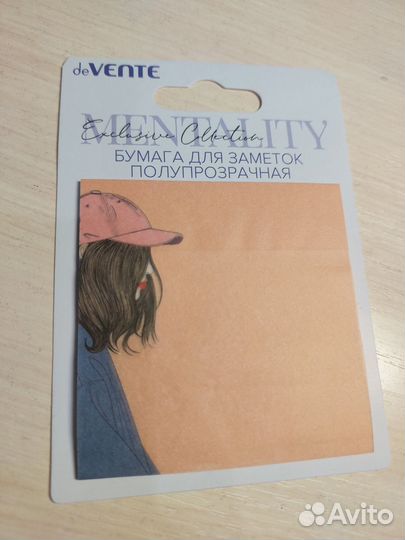 deVENTE
MENTALITY
Exclusive Collection
БУМАГА ДЛЯ ЗАМЕТОК
ПОЛУПРОЗРАЧНАЯ
Avito